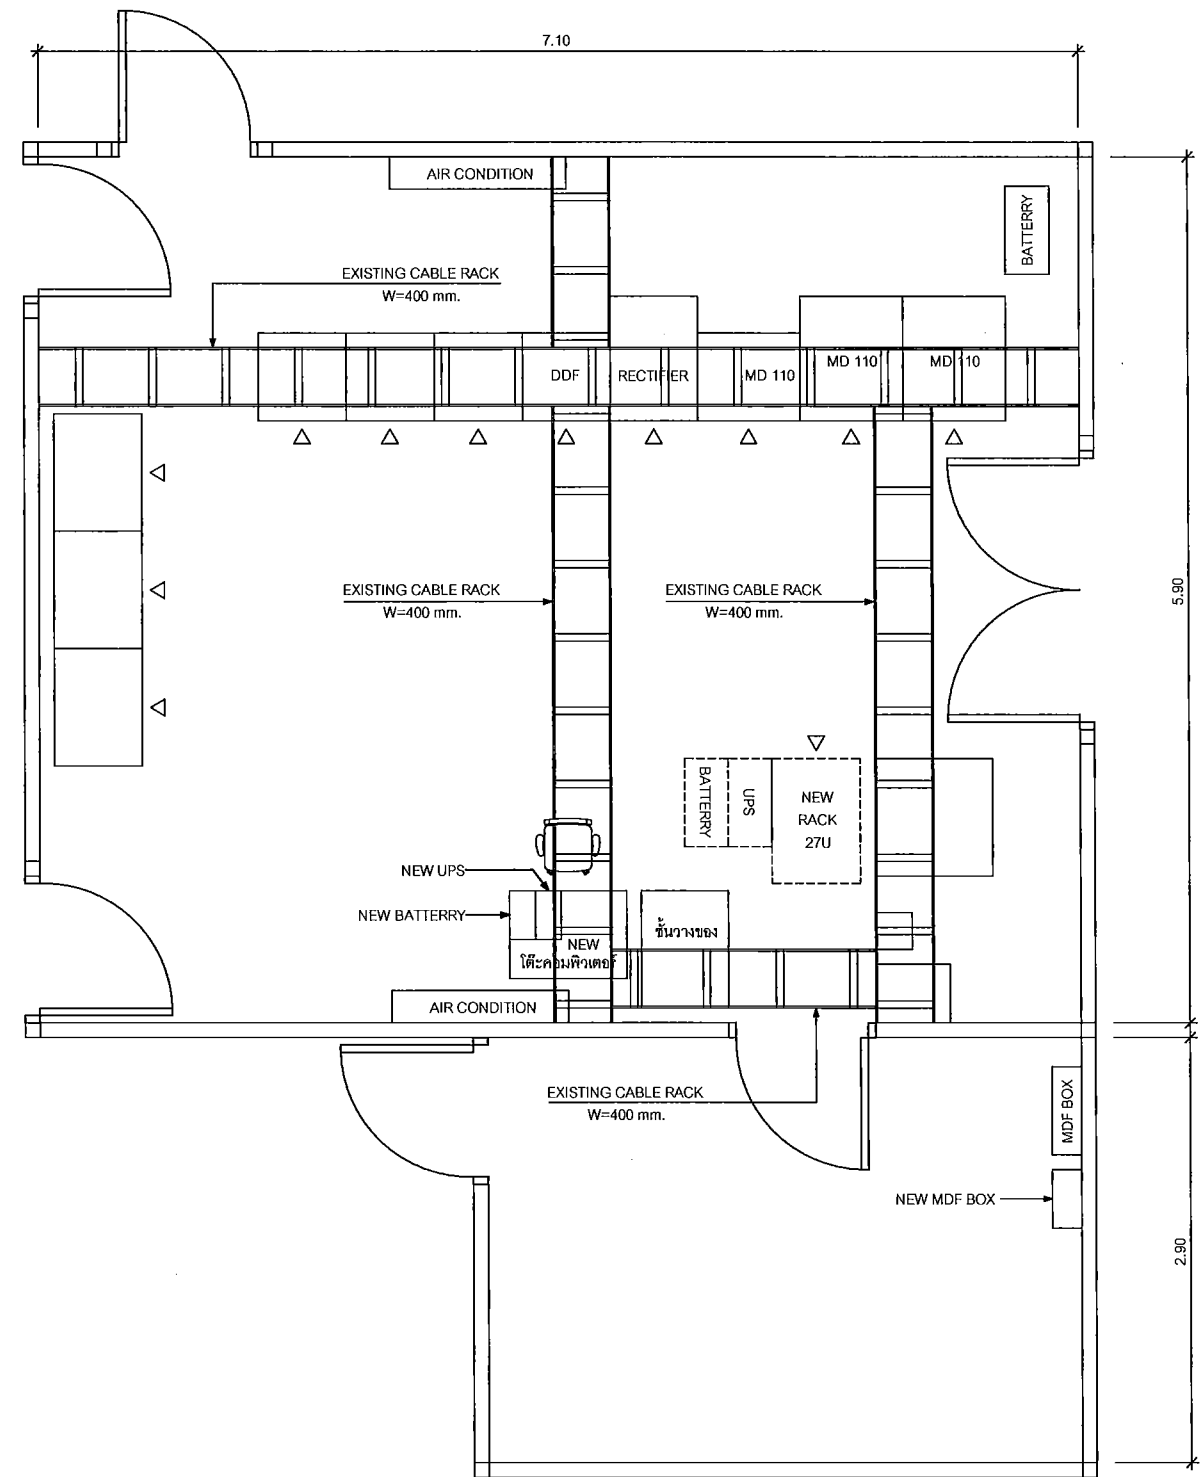 7.10
AIR CONDITION
BATTERRY
EXISTING CABLE RACK
W=400 mm.
DDF
RECTIFIER
MD 110
MD 110
MD 110
EXISTING CABLE RACK
W=400 mm.
EXISTING CABLE RACK
W=400 mm.
5.90
BATTERRY
UPS
NEW
RACK
27U
NEW UPS
NEW BATTERRY
NEW
โต๊ะคอมพิวเตอร์
ชั้นวางของ
AIR CONDITION
EXISTING CABLE RACK
W=400 mm.
MDF BOX
NEW MDF BOX
2.90